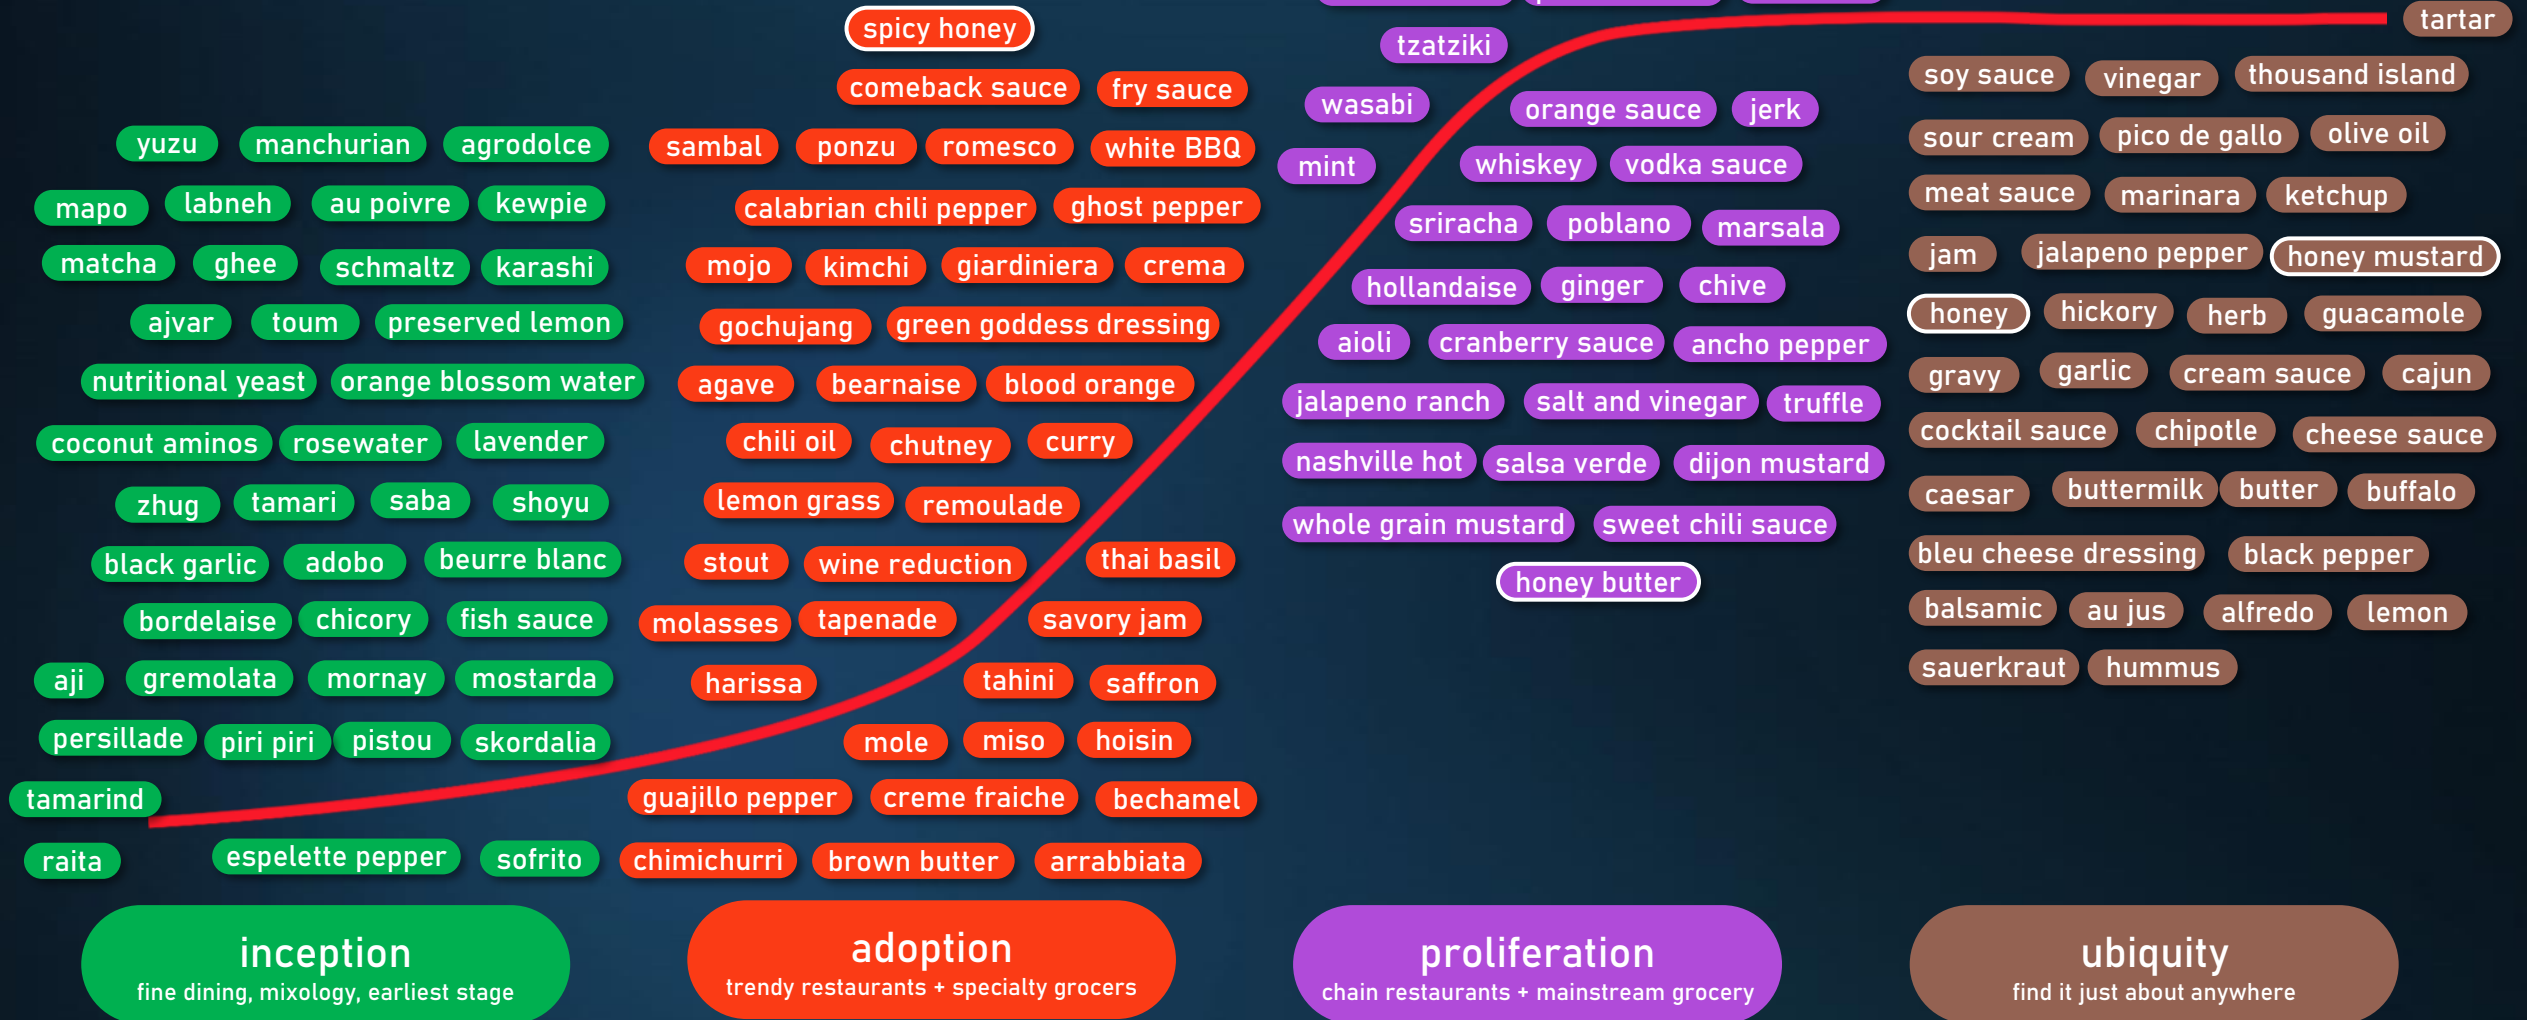 spicy honey
comeback sauce fry sauce
yuzu manchurian agrodolce
sambal ponzu romesco white BBQ
mapo labneh au poivre kewpie
calabrian chili pepper ghost pepper
matcha ghee schmaltz karashi
mojo kimchi giardiniera crema
ajvar toum preserved lemon
gochujang green goddess dressing
nutritional yeast orange blossom water
agave bearnaise blood orange
coconut aminos rosewater lavender
chili oil chutney curry
zhug tamari saba shoyu
lemon grass remoulade
black garlic adobo beurre blanc
stout wine reduction thai basil
bordelaise chicory fish sauce
molasses tapenade savory jam
aji gremolata mornay mostarda
harissa tahini saffron
persillade piri piri pistou skordalia
mole miso hoisin
tamarind
guajillo pepper creme fraiche bechamel
raita espelette pepper sofrito
chimichurri brown butter arrabbiata
tzatziki
wasabi orange sauce jerk
mint whiskey vodka sauce
sriracha poblano marsala
hollandaise ginger chive
aioli cranberry sauce ancho pepper
jalapeno ranch salt and vinegar truffle
nashville hot salsa verde dijon mustard
whole grain mustard sweet chili sauce
honey butter
tartar
soy sauce vinegar thousand island
sour cream pico de gallo olive oil
meat sauce marinara ketchup
jam jalapeno pepper honey mustard
honey hickory herb guacamole
gravy garlic cream sauce cajun
cocktail sauce chipotle cheese sauce
caesar buttermilk butter buffalo
bleu cheese dressing black pepper
balsamic au jus alfredo lemon
sauerkraut hummus
inception
fine dining, mixology, earliest stage
adoption
trendy restaurants + specialty grocers
proliferation
chain restaurants + mainstream grocery
ubiquity
find it just about anywhere